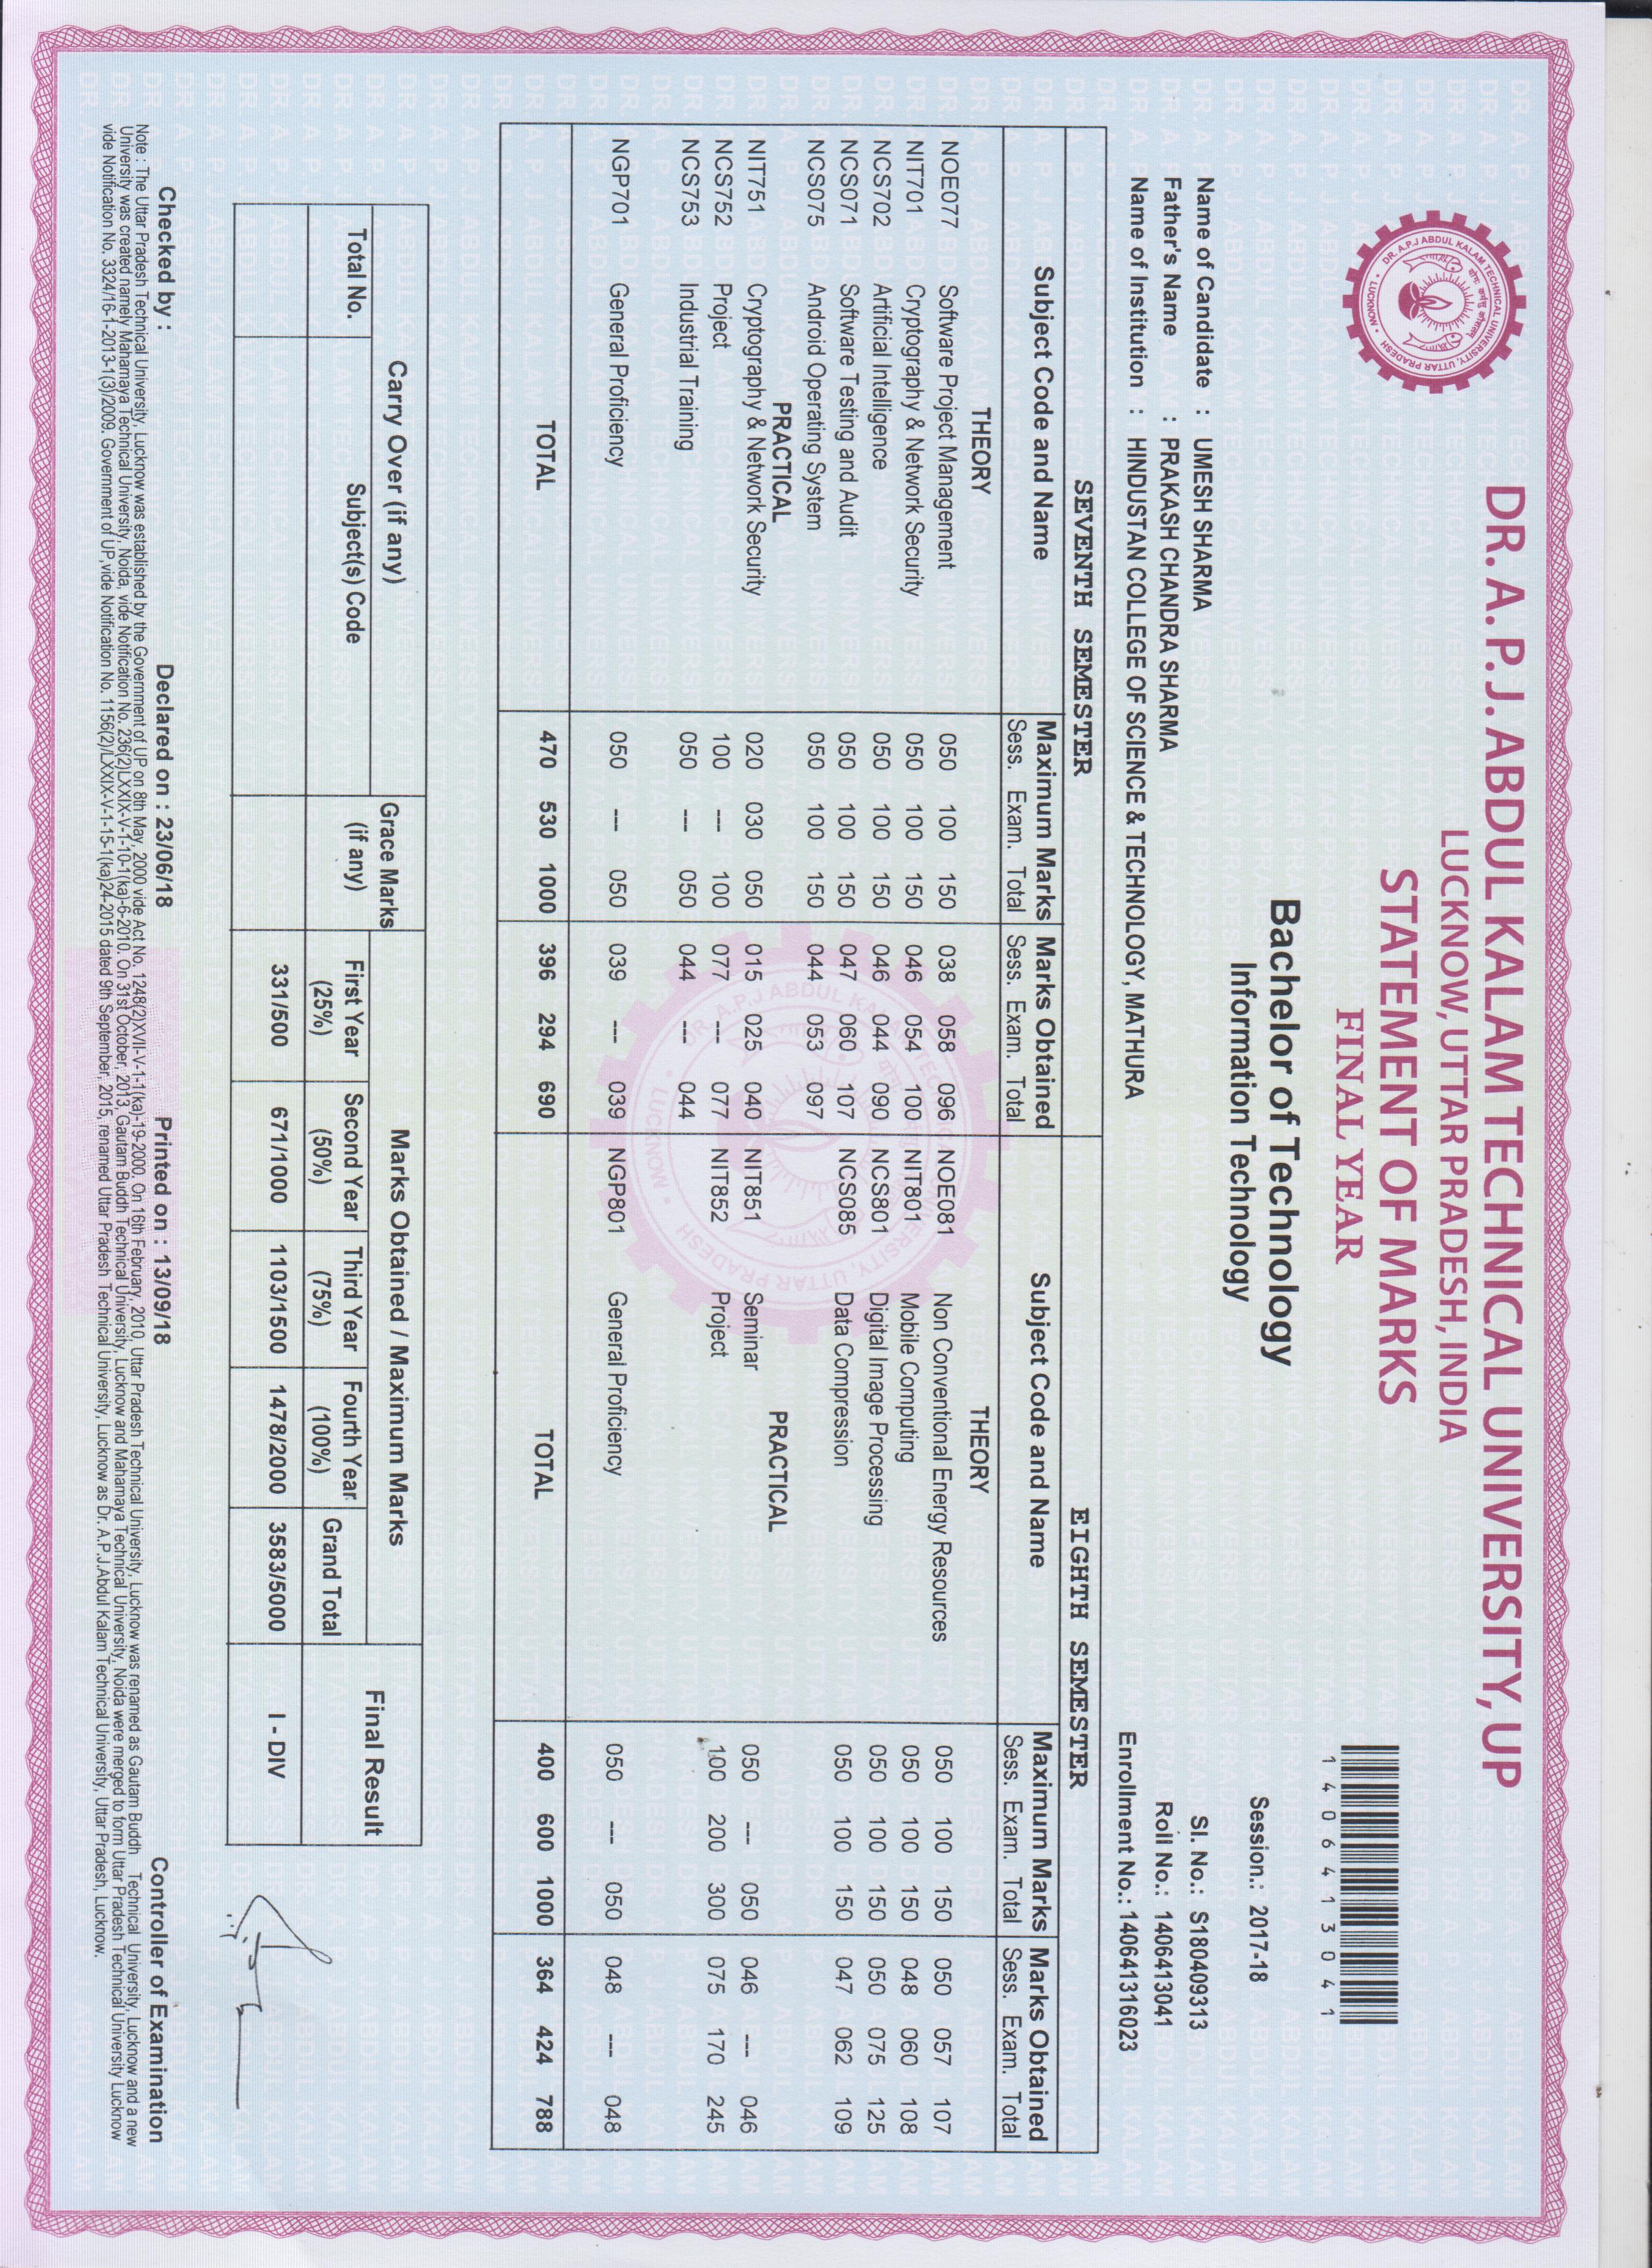 DR. A. P. J. ABDUL KALAM TECHNICAL UNIVERSITY, UP
LUCKNOW, UTTAR PRADESH, INDIA
STATEMENT OF MARKS
FINAL YEAR
1406413041
Bachelor of Technology
Information Technology
Session.: 2017-18
Name of Candidate : UMESH SHARMA Sl. No.: S180409313
Father's Name : PRAKASH CHANDRA SHARMA Roll No.: 1406413041
Name of Institution : HINDUSTAN COLLEGE OF SCIENCE & TECHNOLOGY, MATHURA Enrollment No.: 140641316023
SEVENTH SEMESTER EIGHTH SEMESTER
Subject Code and Name Maximum Marks Marks Obtained Subject Code and Name Maximum Marks Marks Obtained
Sess. Exam. Total Sess. Exam. Total Sess. Exam. Total Sess. Exam. Total
THEORY THEORY
NOE077 Software Project Management 050 100 150 038 058 096 NOE081 Non Conventional Energy Resources 050 100 150 050 057 107
NIT701 Cryptography & Network Security 050 100 150 046 054 100 NIT801 Mobile Computing 050 100 150 048 060 108
NCS702 Artificial Intelligence 050 100 150 046 044 090 NCS801 Digital Image Processing 050 100 150 050 075 125
NCS071 Software Testing and Audit 050 100 150 047 060 107 NCS085 Data Compression 050 100 150 047 062 109
NCS075 Android Operating System 050 100 150 044 053 097
PRACTICAL PRACTICAL
NIT751 Cryptography & Network Security 020 030 050 015 025 040 NIT851 Seminar 050 --- 050 046 --- 046
NCS752 Project 100 --- 100 077 --- 077 NIT852 Project 100 200 300 075 170 245
NCS753 Industrial Training 050 --- 050 044 --- 044
NGP701 General Proficiency 050 --- 050 039 --- 039 NGP801 General Proficiency 050 --- 050 048 --- 048
TOTAL 470 530 1000 396 294 690 TOTAL 400 600 1000 364 424 788
Carry Over (if any) Grace Marks (if any) Marks Obtained / Maximum Marks Final Result
Total No. Subject(s) Code First Year (25%) Second Year (50%) Third Year (75%) Fourth Year (100%) Grand Total
331/500 671/1000 1103/1500 1478/2000 3583/5000 I - DIV
Checked by : Declared on : 23/06/18 Printed on : 13/09/18 Controller of Examination
Note : The Uttar Pradesh Technical University, Lucknow was established by the Government of UP on 8th May, 2000 vide Act No. 1248(2)XVII-V-1-1(ka)-19-2000, On 16th February, 2010, Uttar Pradesh Technical University, Lucknow was renamed as Gautam Buddh Technical University, Lucknow and a new
University was created namely Mahamaya Technical University, Noida, vide Notification No. 236(2)LXXIX-V-1-10-1(ka)-6-2010. On 31st October, 2013, Gautam Buddh Technical University, Lucknow and Mahamaya Technical University, Noida were merged to form Uttar Pradesh Technical University Lucknow
vide Notification No. 3324/16-1-2013-1(3)/2009. Government of UP, vide Notification No. 1156(2)/LXXIX-V-1-15-1(ka)24-2015 dated 9th September, 2015, renamed Uttar Pradesh Technical University, Lucknow as Dr. A.P.J.Abdul Kalam Technical University, Uttar Pradesh, Lucknow.